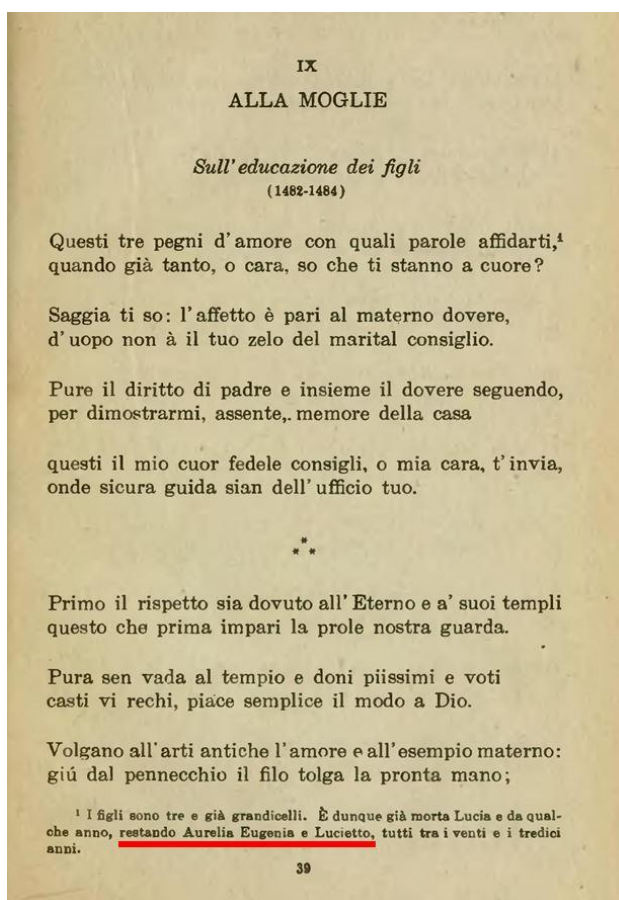 IX
ALLA MOGLIE
Sull' educazione dei figli
(1482-1484)
Questi tre pegni d' amore con quali parole affidarti,¹
quando già tanto, o cara, so che ti stanno a cuore?
Saggia ti so: l' affetto è pari al materno dovere,
d' uopo non à il tuo zelo del marital consiglio.
Pure il diritto di padre e insieme il dovere seguendo,
per dimostrarmi, assente,. memore della casa
questi il mio cuor fedele consigli, o mia cara, t' invia,
onde sicura guida sian dell' ufficio tuo.
* * *
Primo il rispetto sia dovuto all' Eterno e a' suoi templi
questo che prima impari la prole nostra guarda.
Pura sen vada al tempio e doni piissimi e voti
casti vi rechi, piace semplice il modo a Dio.
Volgano all' arti antiche l' amore e all' esempio materno:
giú dal pennecchio il filo tolga la pronta mano;
¹ I figli sono tre e già grandicelli. È dunque già morta Lucia e da qual-
che anno, restando Aurelia Eugenia e Lucietto, tutti tra i venti e i tredici
anni.
39